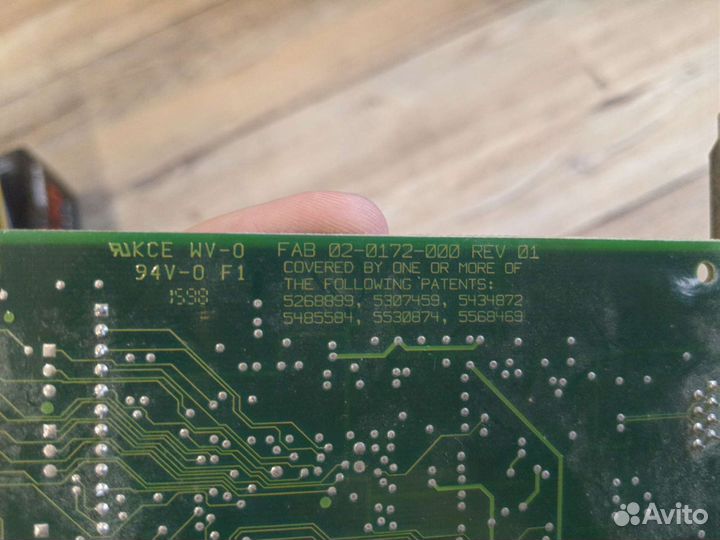 KCE WV-0
94V-0 F1
1598
FAB 02-0172-000 REV 01
COVERED BY ONE OR MORE OF
THE FOLLOWING PATENTS:
5268899, 5307459, 5434872
5485584, 5530874, 5568469
Avito